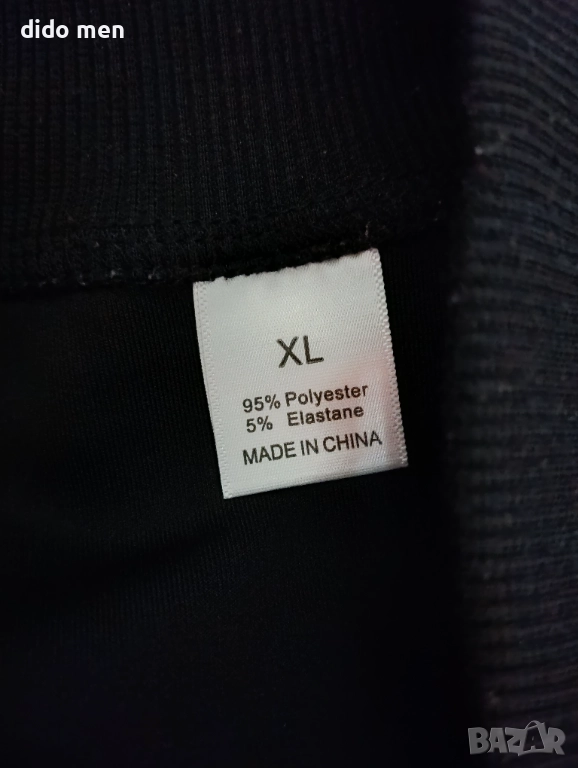 dido men
XL
95% Polyester
5% Elastane
MADE IN CHINA
BAZAR